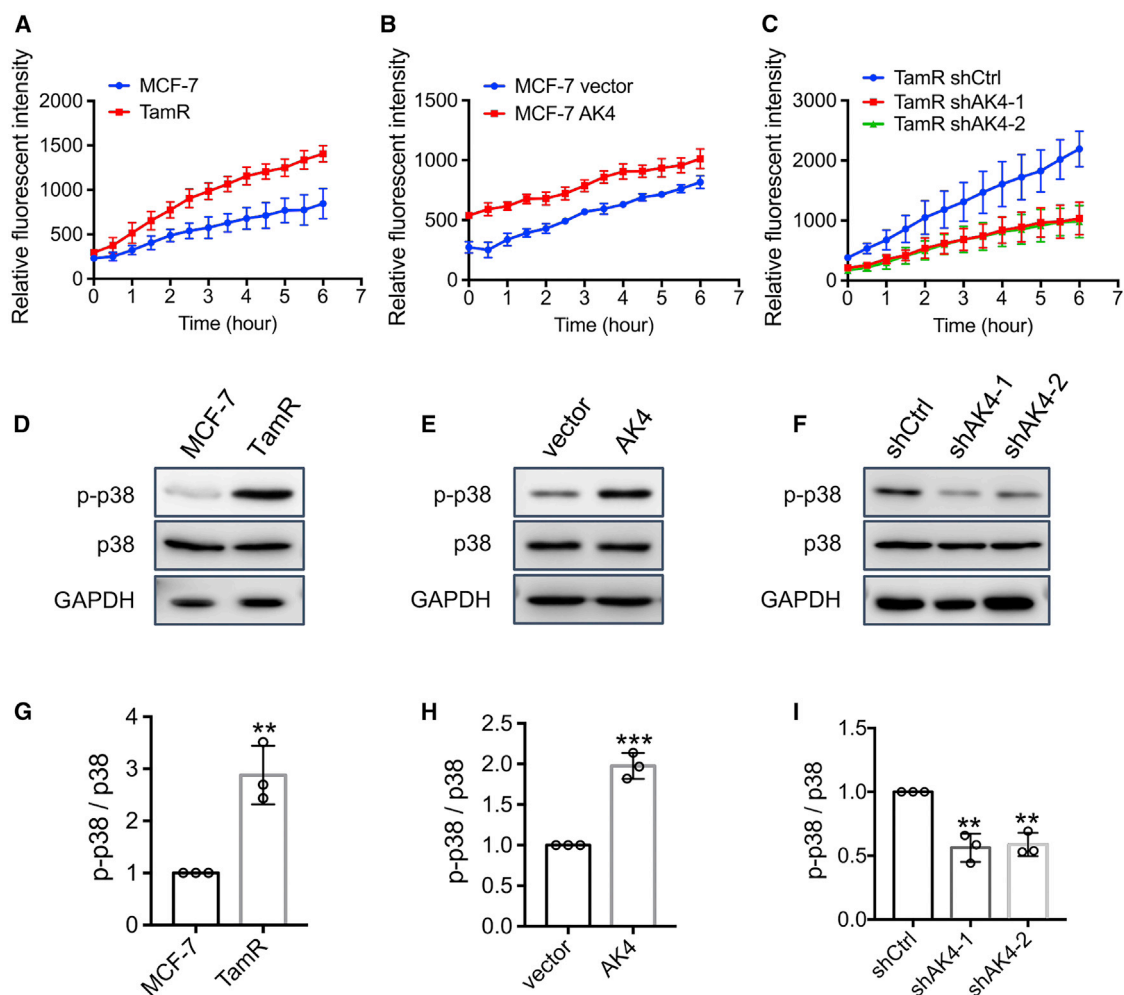 A
Relative fluorescent intensity
MCF-7
TamR
2000
1500
1000
500
0
0 1 2 3 4 5 6 7
Time (hour)
B
Relative fluorescent intensity
MCF-7 vector
MCF-7 AK4
1500
1000
500
0
0 1 2 3 4 5 6 7
Time (hour)
C
Relative fluorescent intensity
TamR shCtrl
TamR shAK4-1
TamR shAK4-2
3000
2000
1000
0
0 1 2 3 4 5 6 7
Time (hour)
D
MCF-7
TamR
p-p38
p38
GAPDH
E
vector
AK4
p-p38
p38
GAPDH
F
shCtrl
shAK4-1
shAK4-2
p-p38
p38
GAPDH
G
p-p38 / p38
4
3
2
1
0
**
MCF-7
TamR
H
p-p38 / p38
2.5
2.0
1.5
1.0
0.5
0.0
***
vector
AK4
I
p-p38 / p38
1.5
1.0
0.5
0.0
** **
shCtrl
shAK4-1
shAK4-2